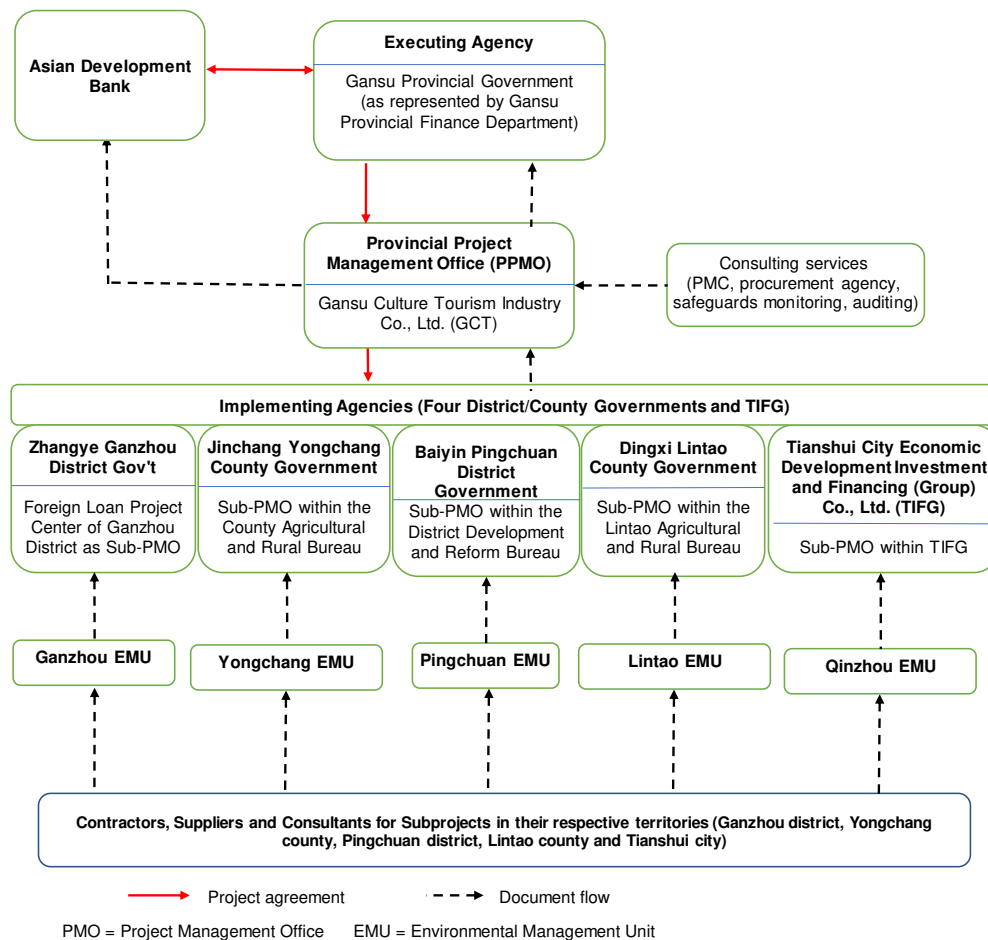 Asian Development
Bank
Executing Agency
Gansu Provincial Government
(as represented by Gansu
Provincial Finance Department)
Provincial Project
Management Office (PPMO)
Gansu Culture Tourism Industry
Co., Ltd. (GCT)
Consulting services
(PMC, procurement agency,
safeguards monitoring, auditing)
Implementing Agencies (Four District/County Governments and TIFG)
Zhangye Ganzhou
District Gov't
Foreign Loan Project
Center of Ganzhou
District as Sub-PMO
Jinchang Yongchang
County Government
Sub-PMO within the
County Agricultural
and Rural Bureau
Baiyin Pingchuan
District
Government
Sub-PMO within the
District Development
and Reform Bureau
Dingxi Lintao
County Government
Sub-PMO within the
Lintao Agricultural
and Rural Bureau
Tianshui City Economic
Development Investment
and Financing (Group)
Co., Ltd. (TIFG)
Sub-PMO within TIFG
Ganzhou EMU
Yongchang EMU
Pingchuan EMU
Lintao EMU
Qinzhou EMU
Contractors, Suppliers and Consultants for Subprojects in their respective territories (Ganzhou district, Yongchang
county, Pingchuan district, Lintao county and Tianshui city)
Project agreement
Document flow
PMO = Project Management Office EMU = Environmental Management Unit